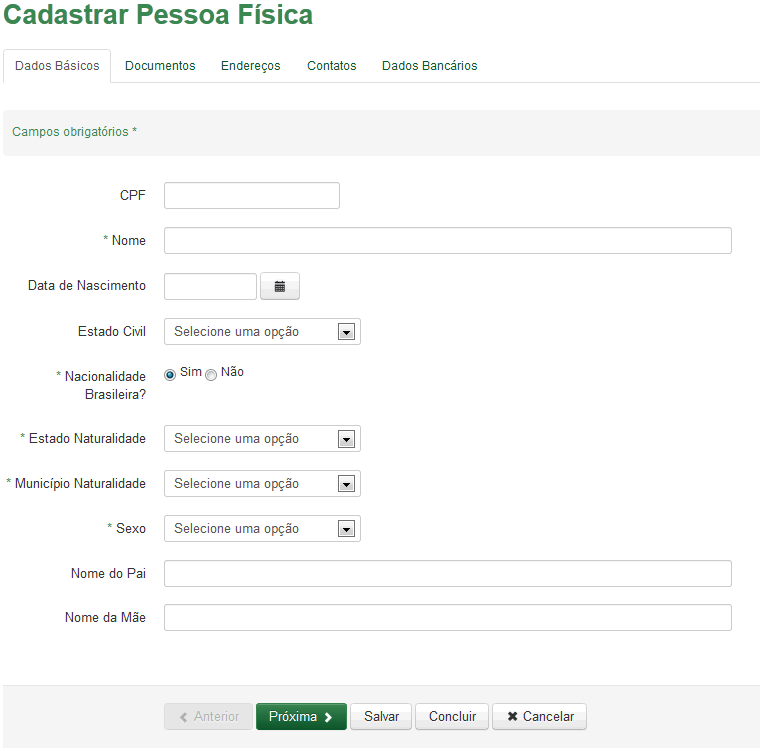 Cadastrar Pessoa Física
Dados Básicos Documentos Endereços Contatos Dados Bancários
Campos obrigatórios *
CPF
* Nome
Data de Nascimento
Estado Civil Selecione uma opção
* Nacionalidade Sim Não
Brasileira?
* Estado Naturalidade Selecione uma opção
* Município Naturalidade Selecione uma opção
* Sexo Selecione uma opção
Nome do Pai
Nome da Mãe
Anterior Próxima Salvar Concluir Cancelar